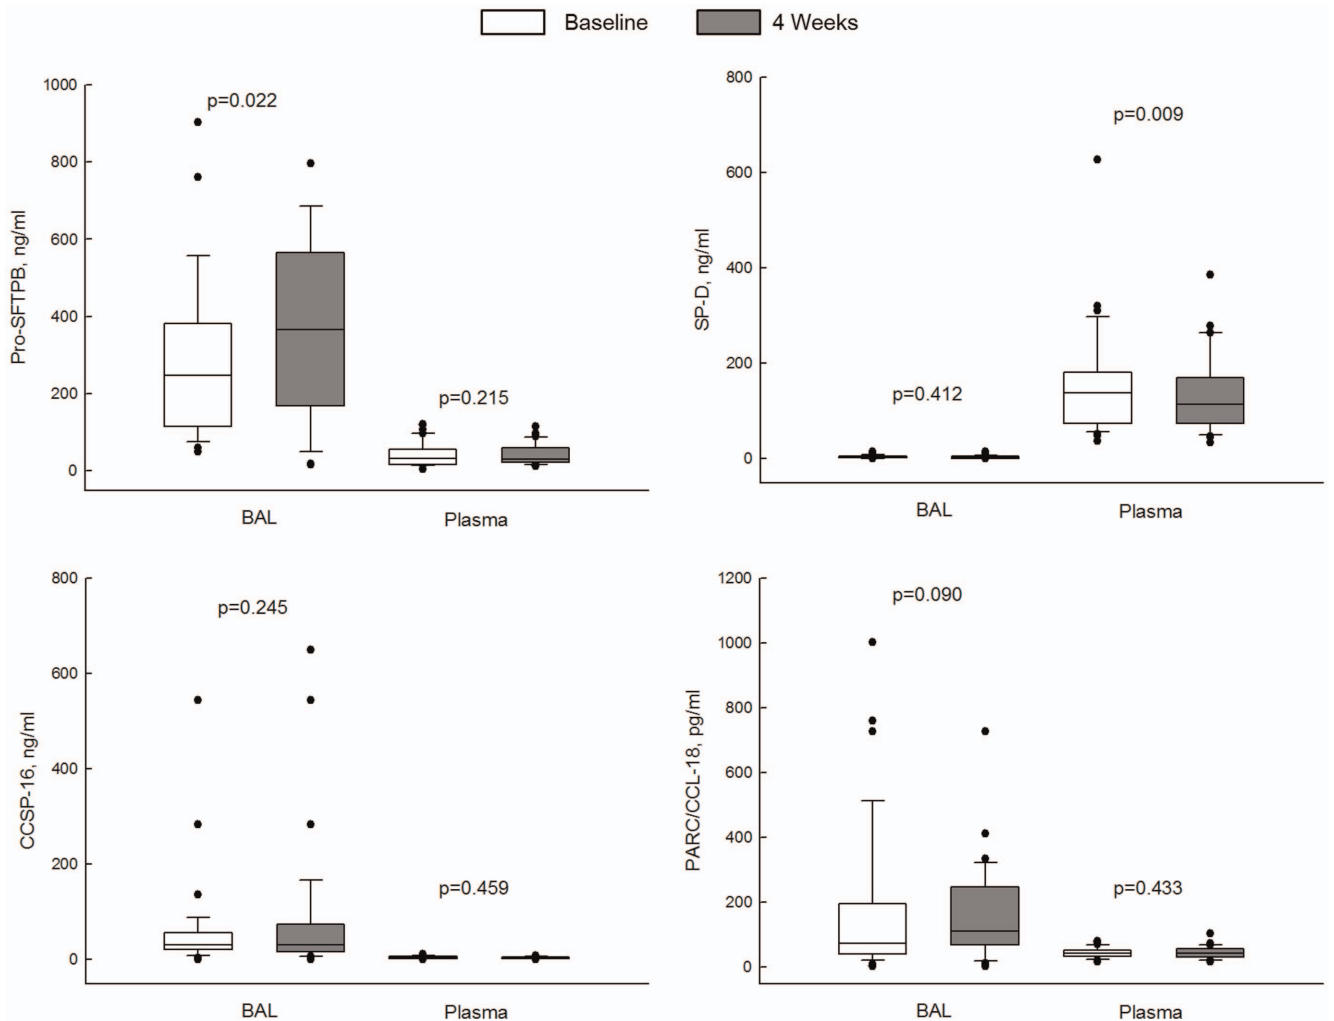 Baseline 4 Weeks
1000
800
600
400
200
0
Pro-SFTPB, ng/ml
p=0.022
p=0.215
BAL Plasma
800
600
400
200
0
SP-D, ng/ml
p=0.009
p=0.412
BAL Plasma
800
600
400
200
0
CCSP-16, ng/ml
p=0.245
p=0.459
BAL Plasma
1200
1000
800
600
400
200
0
PARC/CCL-18, pg/ml
p=0.090
p=0.433
BAL Plasma